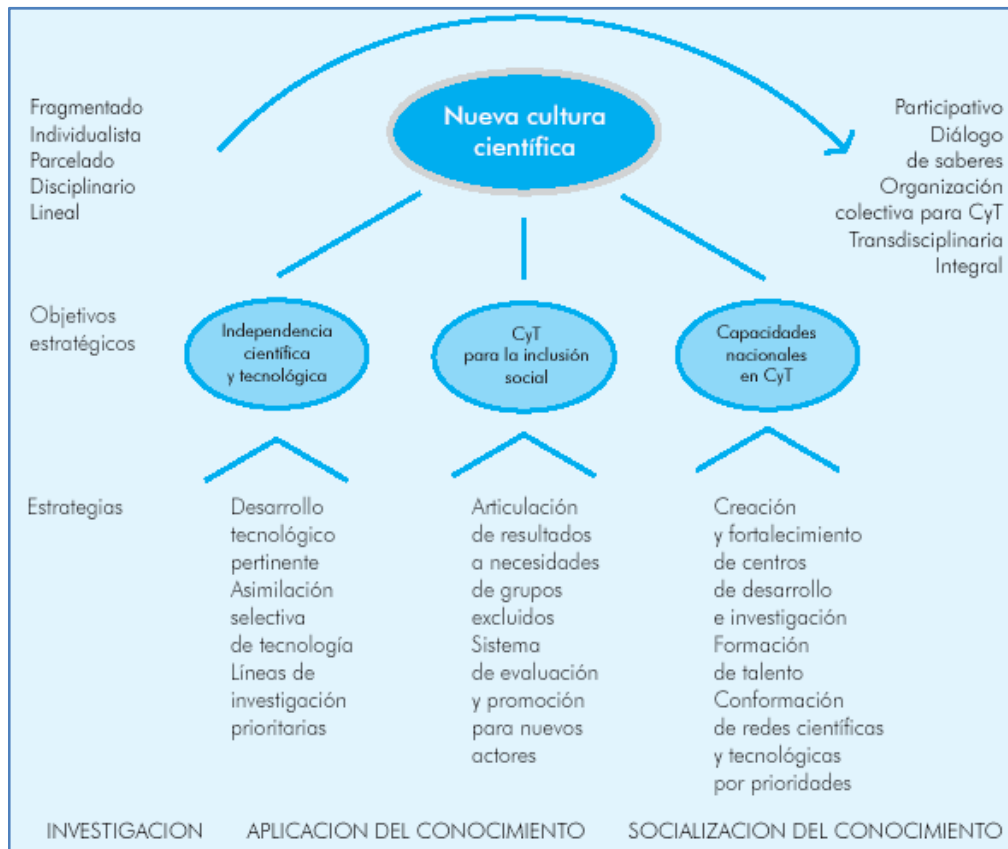 Nueva cultura
científica
Fragmentado
Individualista
Parcelado
Disciplinario
Lineal
Participativo
Diálogo
de saberes
Organización
colectiva para CyT
Transdisciplinaria
Integral
Objetivos
estratégicos
Independencia
científica
y tecnológica
CyT
para la inclusión
social
Capacidades
nacionales
en CyT
Estrategias
Desarrollo
tecnológico
pertinente
Asimilación
selectiva
de tecnología
Líneas de
investigación
prioritarias
Articulación
de resultados
a necesidades
de grupos
excluidos
Sistema
de evaluación
y promoción
para nuevos
actores
Creación
y fortalecimiento
de centros
de desarrollo
e investigación
Formación
de talento
Conformación
de redes científicas
y tecnológicas
por prioridades
INVESTIGACION
APLICACION DEL CONOCIMIENTO
SOCIALIZACION DEL CONOCIMIENTO